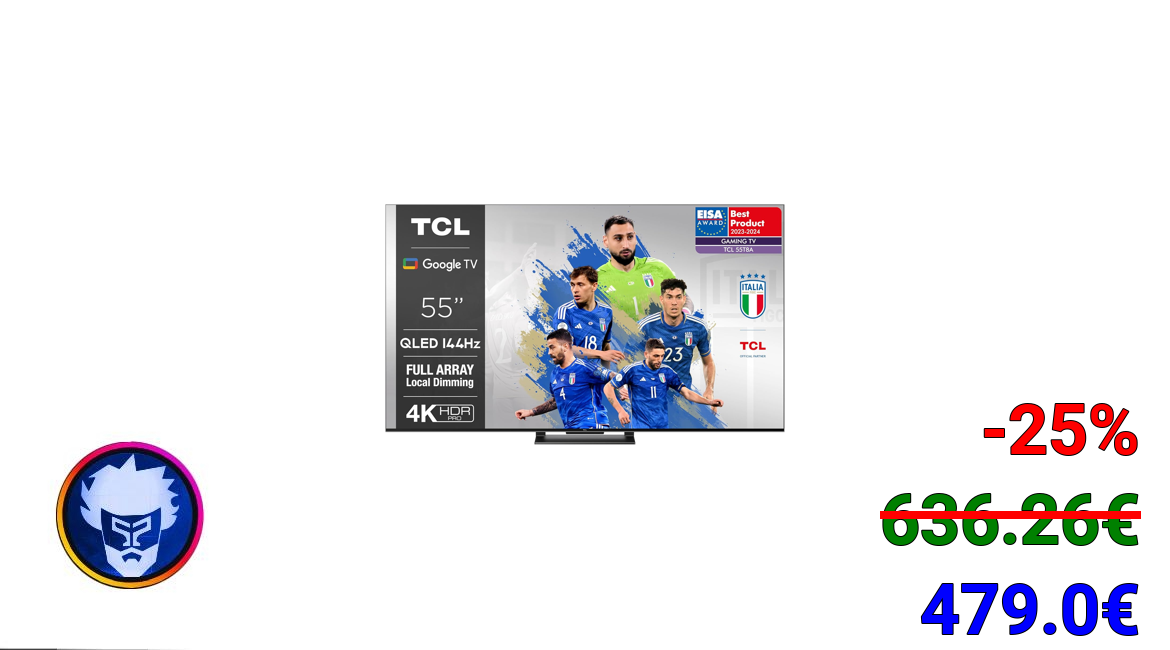 TCL
Google TV
55”
QLED 144Hz
FULL ARRAY
Local Dimming
4K HDR
PRO
EISA
AWARD
Best
Product
2023-2024
GAMING TV
TCL 55T8A
ITALIA
TCL
1
18
23
4
11
-25%
636.26€
479.0€